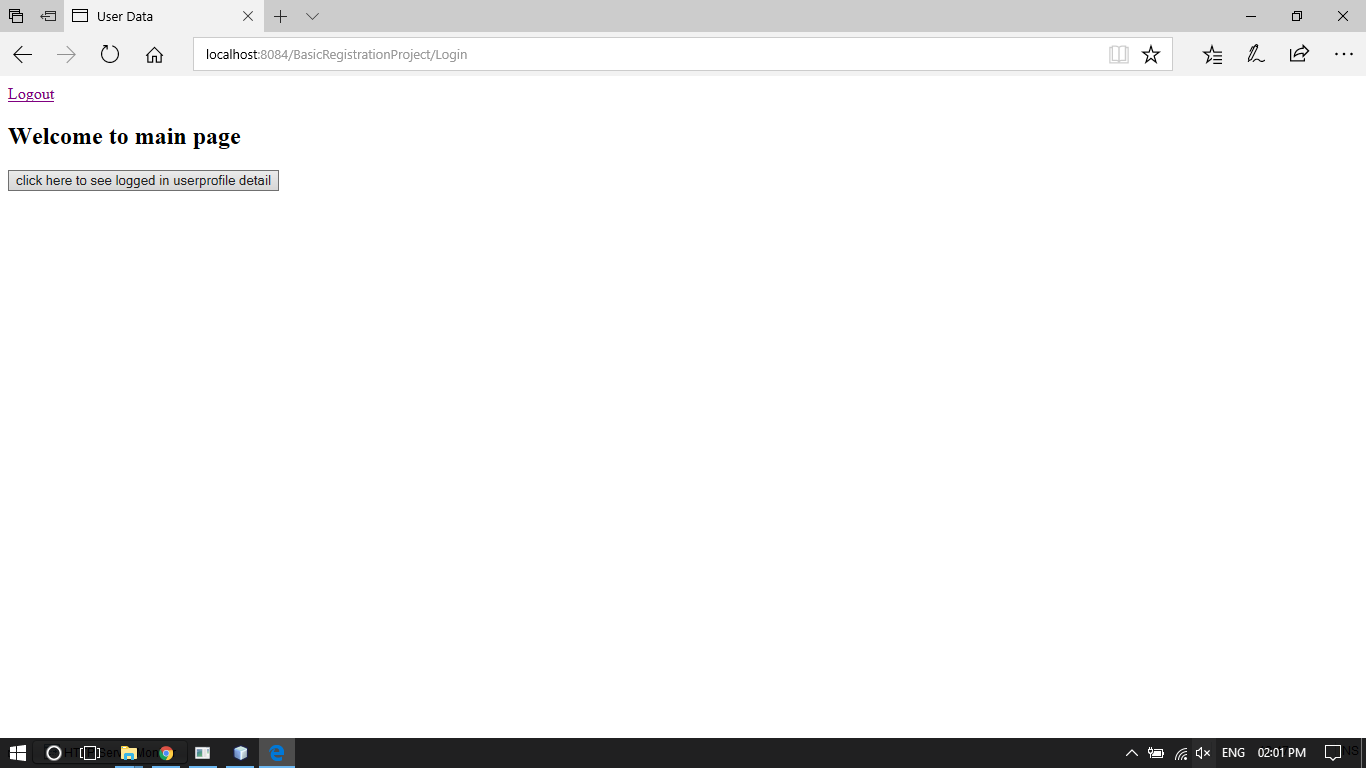 User Data
localhost:8084/BasicRegistrationProject/Login
Logout
Welcome to main page
click here to see logged in userprofile detail
ENG
02:01 PM